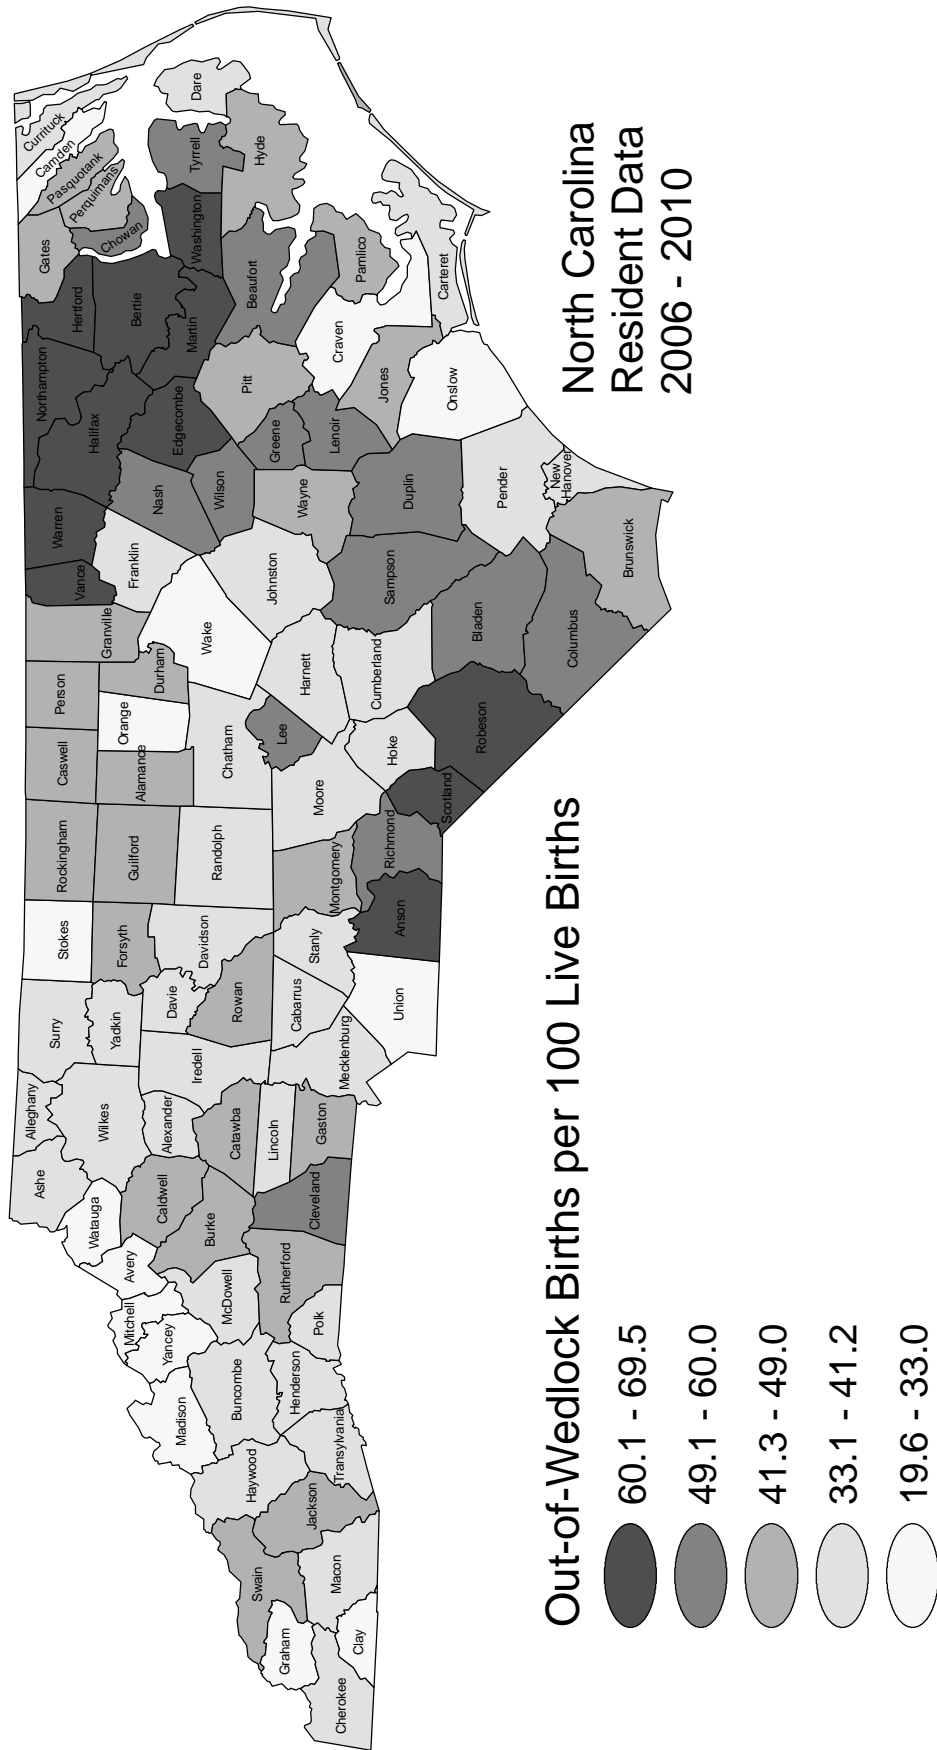 Cherokee
Graham
Clay
Swain
Macon
Jackson
Haywood
Transylvania
Madison
Buncombe
Henderson
Yancey
Mitchell
Avery
McDowell
Polk
Rutherford
Watauga
Ashe
Alleghany
Wilkes
Caldwell
Burke
Cleveland
Alexander
Catawba
Lincoln
Gaston
Surry
Yadkin
Iredell
Davie
Rowan
Cabarrus
Mecklenburg
Stokes
Forsyth
Davidson
Stanly
Union
Anson
Rockingham
Guilford
Randolph
Montgomery
Richmond
Caswell
Alamance
Chatham
Moore
Scotland
Person
Orange
Durham
Lee
Hoke
Robeson
Granville
Wake
Harnett
Cumberland
Bladen
Columbus
Vance
Warren
Franklin
Johnston
Sampson
Brunswick
Northampton
Halifax
Nash
Edgecombe
Wilson
Wayne
Greene
Lenoir
Duplin
Pender
New
Hanover
Hertford
Bertie
Martin
Pitt
Jones
Craven
Onslow
Gates
Chowan
Perquimans
Pasquotank
Camden
Currituck
Washington
Tyrrell
Dare
Beaufort
Hyde
Pamlico
Carteret
Out-of-Wedlock Births per 100 Live Births
60.1 - 69.5
49.1 - 60.0
41.3 - 49.0
33.1 - 41.2
19.6 - 33.0
North Carolina
Resident Data
2006 - 2010